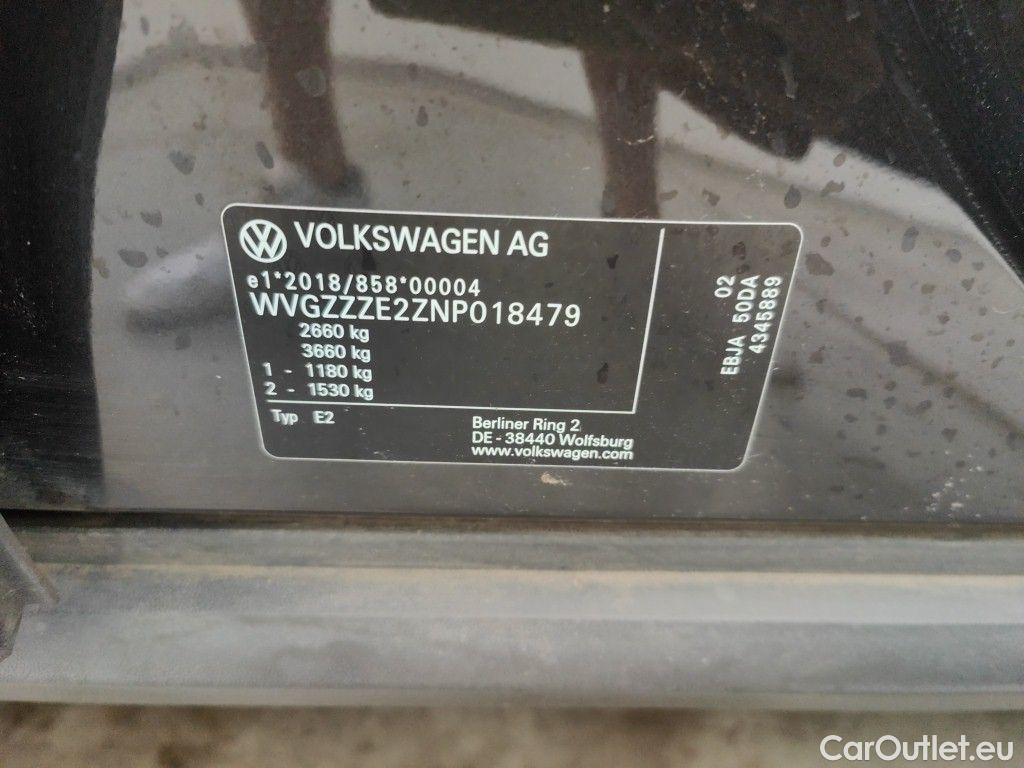 VOLKSWAGEN AG
e1*2018/858*00004
WVGZZZE2ZNP018479
2660 kg
3660 kg
1 - 1180 kg
2 - 1530 kg
Typ E2
Berliner Ring 2
DE - 38440 Wolfsburg
www.volkswagen.com
02
EBJA 50DA
4345889
CarOutlet.eu